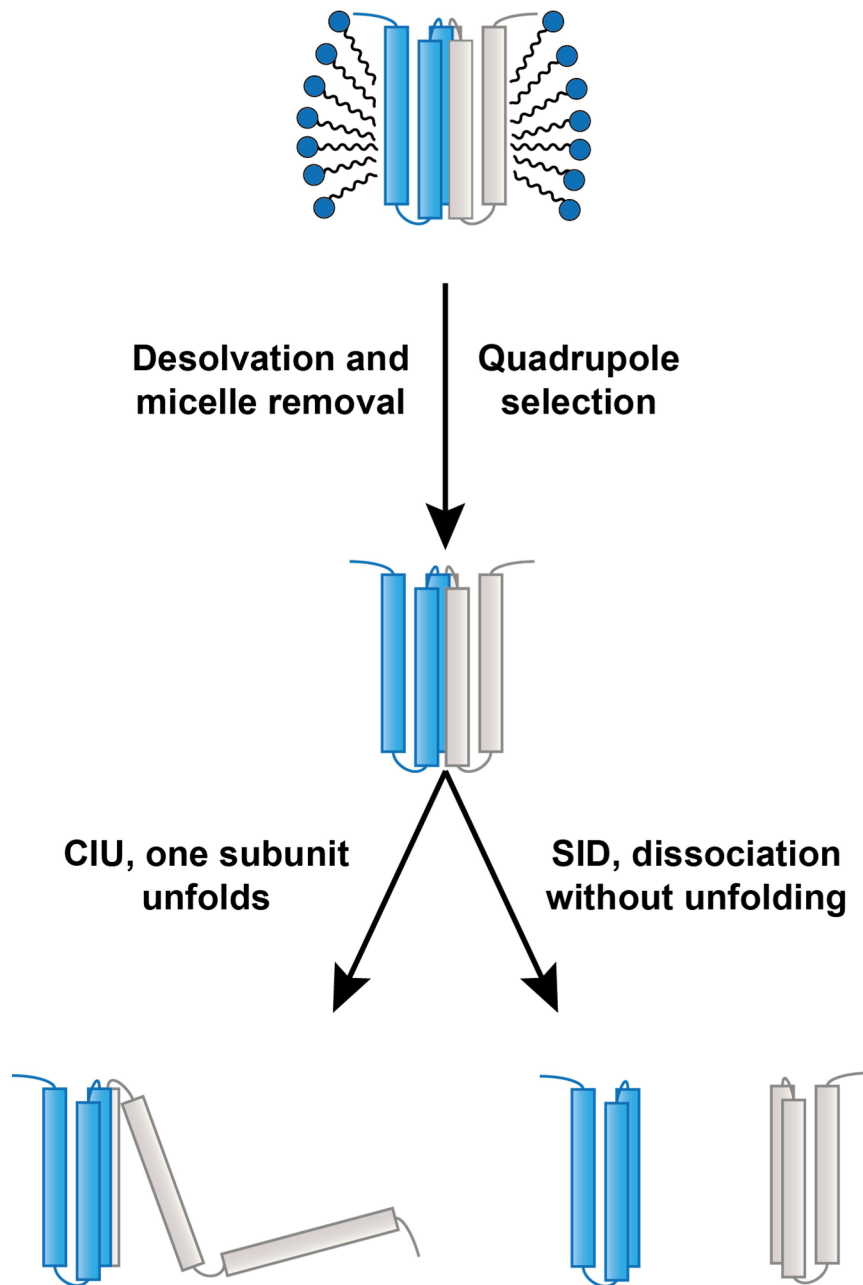 Desolvation and
micelle removal
Quadrupole
selection
CIU, one subunit
unfolds
SID, dissociation
without unfolding